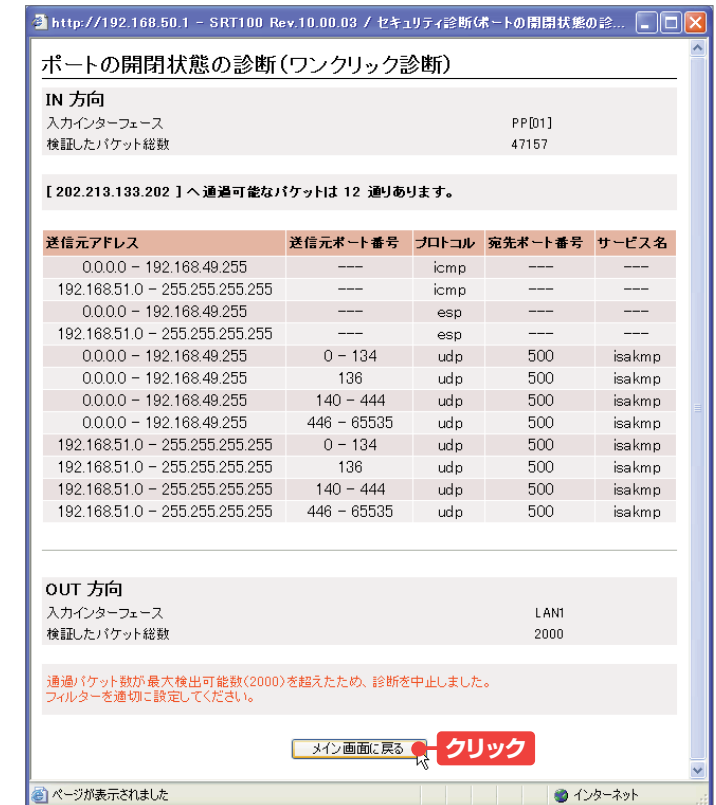 http://192.168.50.1 - SRT100 Rev.10.00.03 / セキュリティ診断(ポートの開閉状態の診...
ポートの開閉状態の診断(ワンクリック診断)
IN 方向
入力インターフェース PP[01]
検証したパケット総数 47157
[ 202.213.133.202 ] へ通過可能なパケットは 12 通りあります。
送信元アドレス 送信元ポート番号 プロトコル 宛先ポート番号 サービス名
0.0.0.0 - 192.168.49.255 --- icmp --- ---
192.168.51.0 - 255.255.255.255 --- icmp --- ---
0.0.0.0 - 192.168.49.255 --- esp --- ---
192.168.51.0 - 255.255.255.255 --- esp --- ---
0.0.0.0 - 192.168.49.255 0 - 134 udp 500 isakmp
0.0.0.0 - 192.168.49.255 136 udp 500 isakmp
0.0.0.0 - 192.168.49.255 140 - 444 udp 500 isakmp
0.0.0.0 - 192.168.49.255 446 - 65535 udp 500 isakmp
192.168.51.0 - 255.255.255.255 0 - 134 udp 500 isakmp
192.168.51.0 - 255.255.255.255 136 udp 500 isakmp
192.168.51.0 - 255.255.255.255 140 - 444 udp 500 isakmp
192.168.51.0 - 255.255.255.255 446 - 65535 udp 500 isakmp
OUT 方向
入力インターフェース LAN1
検証したパケット総数 2000
通過パケット数が最大検出可能数(2000)を超えたため、診断を中止しました。
フィルターを適切に設定してください。
メイン画面に戻る クリック
ページが表示されました インターネット